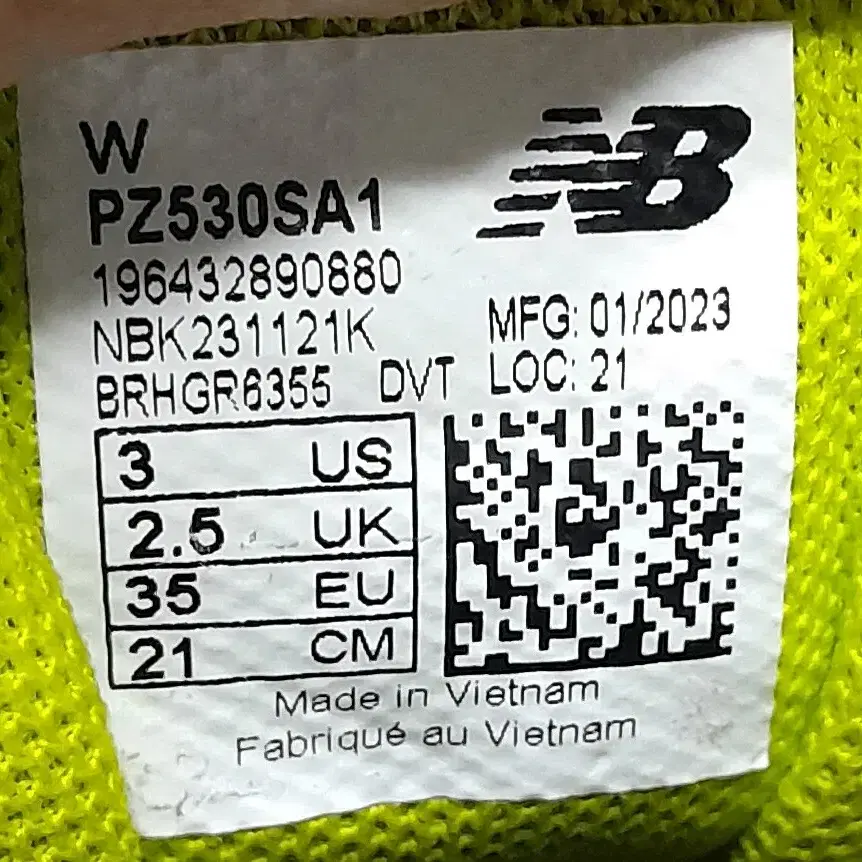 W
NB
PZ530SA1
196432890880
NBK231121K
MFG: 01/2023
BRHGR6355 DVT
LOC: 21
3 US
2.5 UK
35 EU
21 CM
Made in Vietnam
Fabriqué au Vietnam